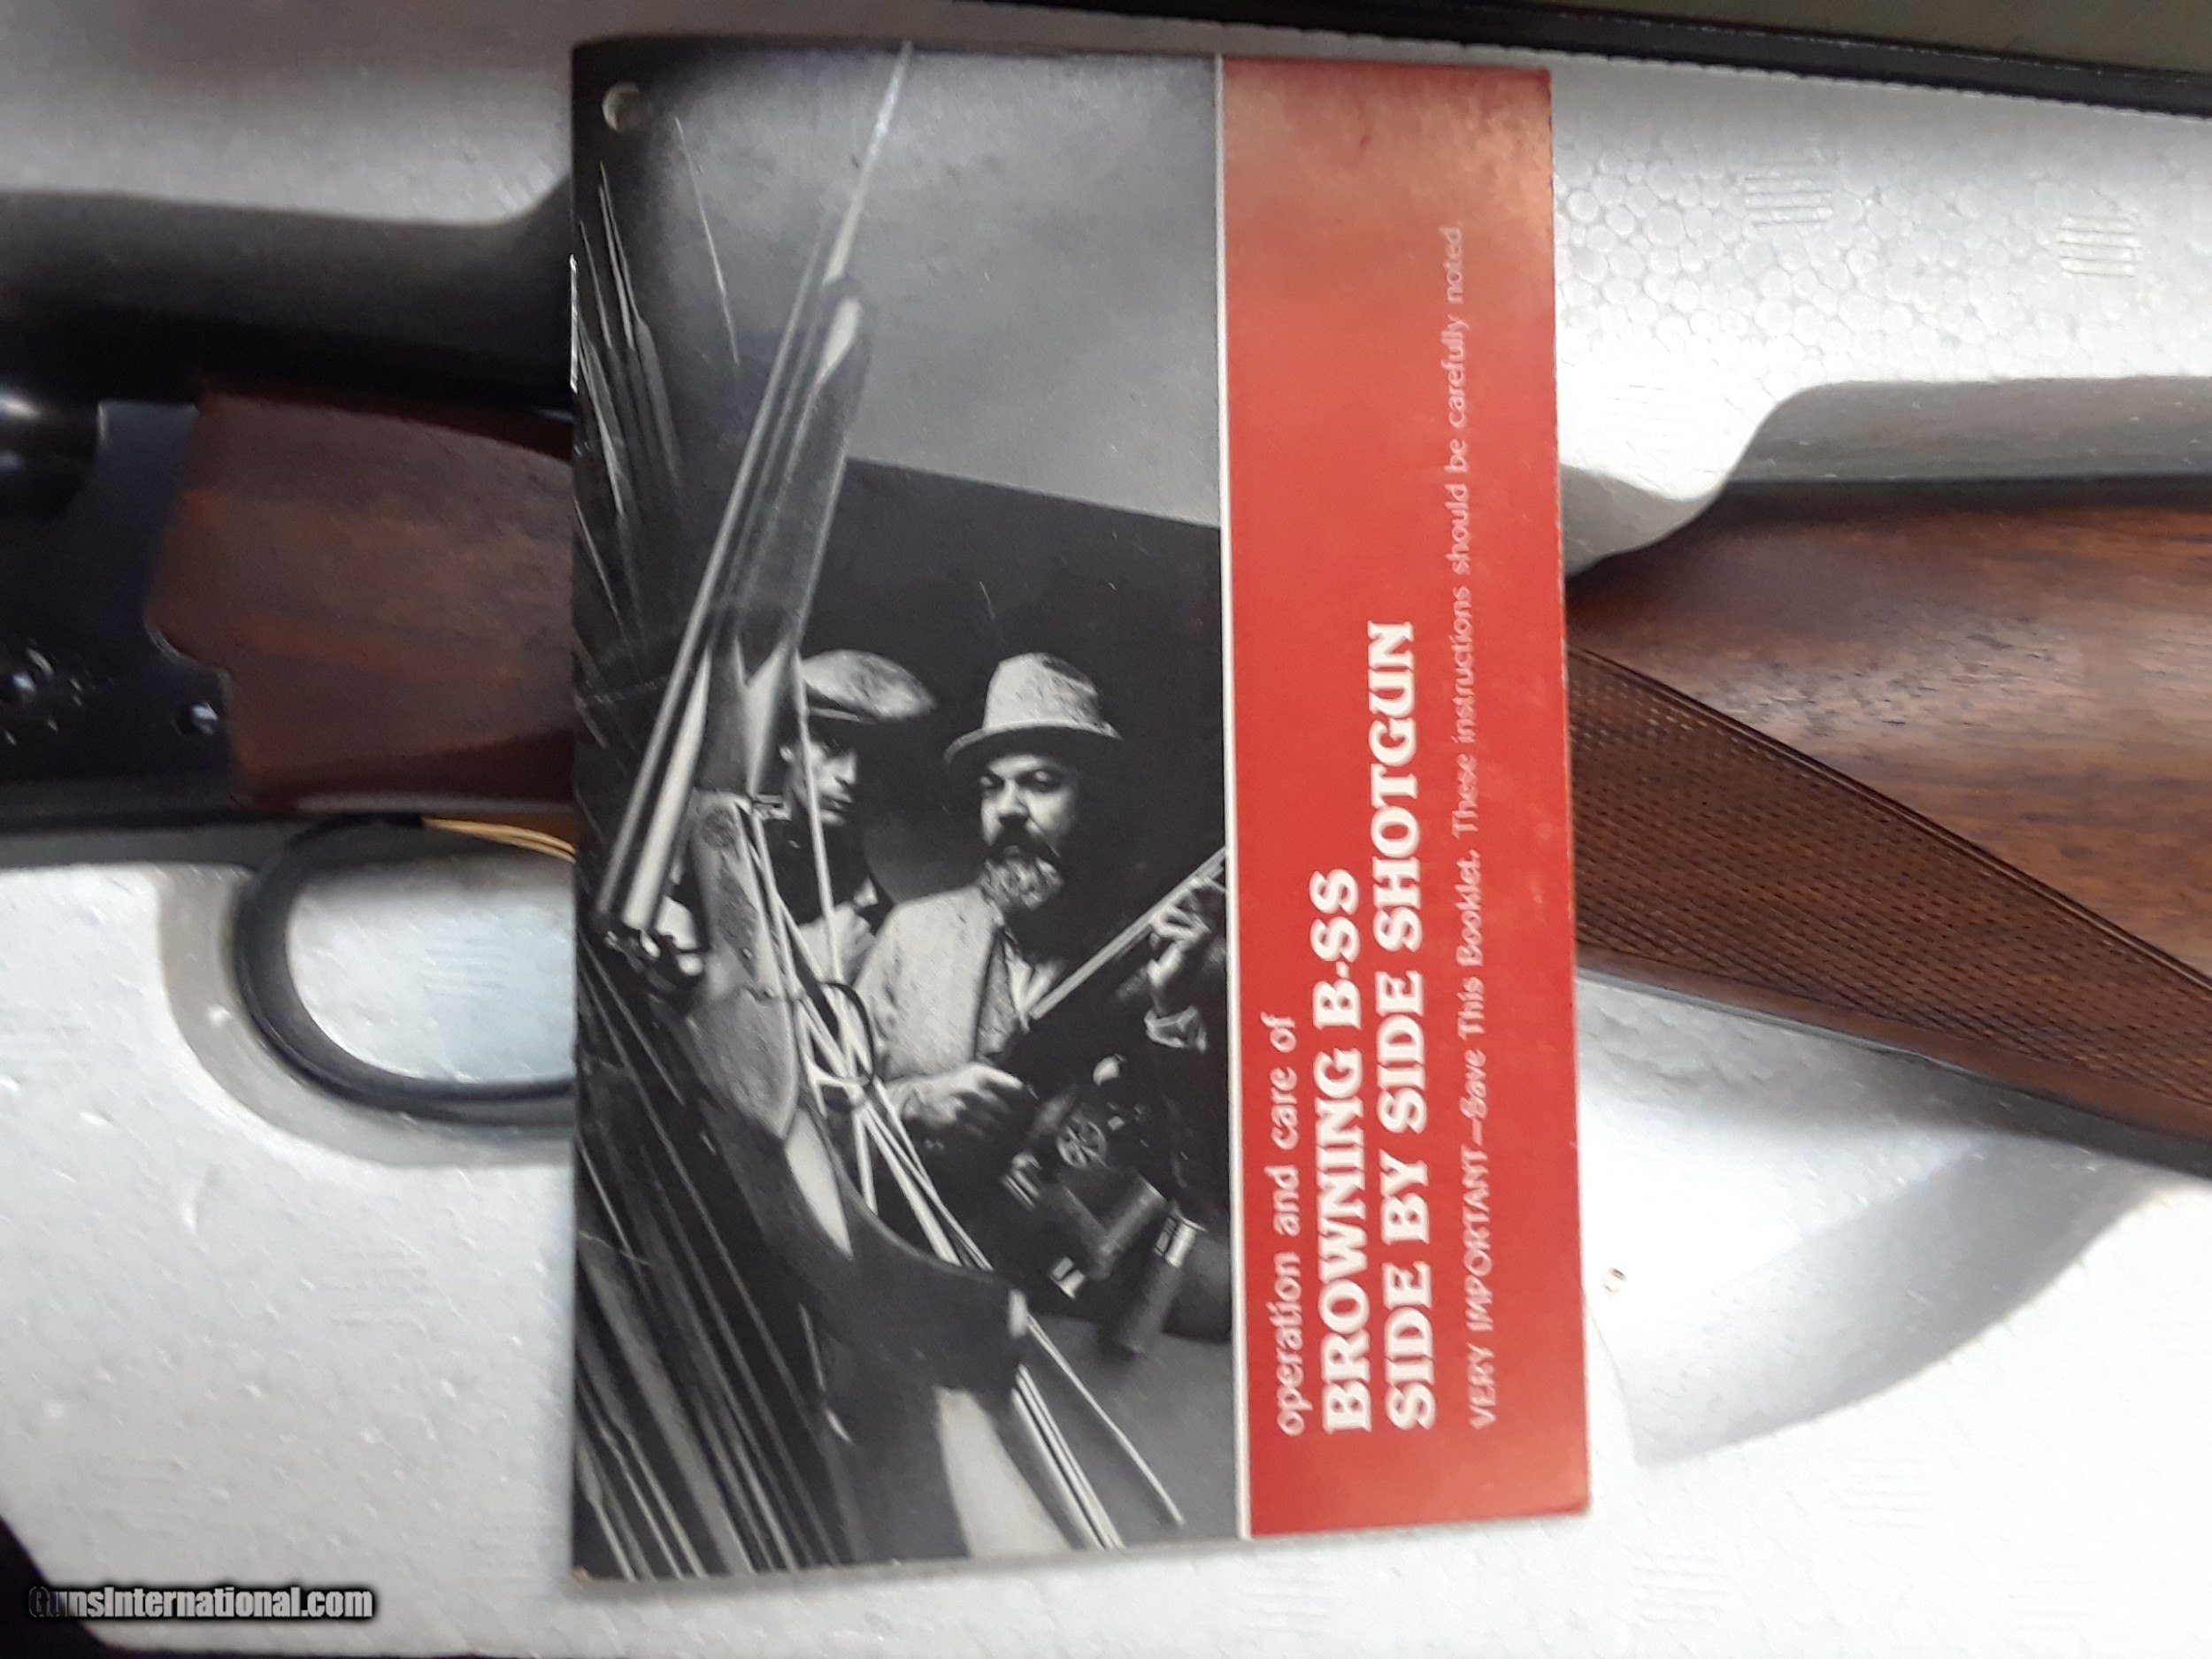 operation and care of
BROWNING B-SS
SIDE BY SIDE SHOTGUN
VERY IMPORTANT—Save This Booklet. These instructions should be carefully noted
GunsInternational.com